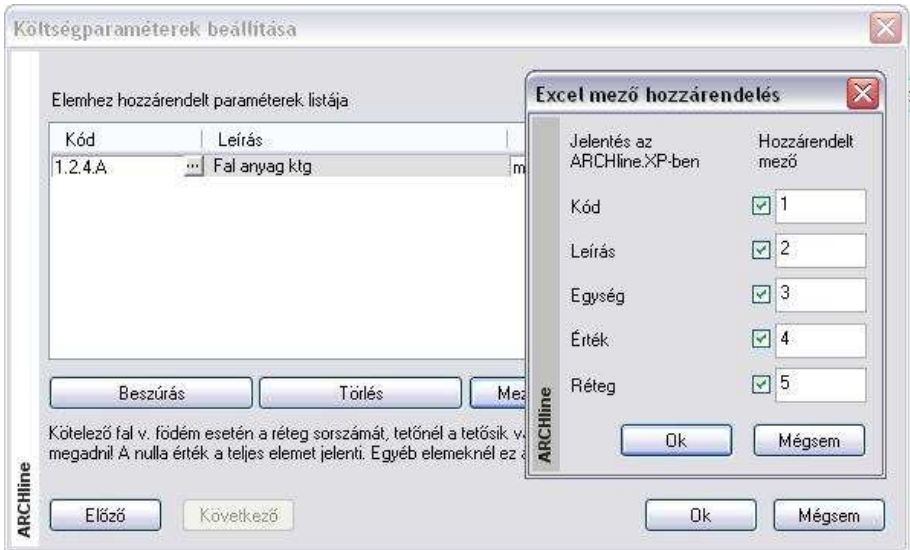 Költségparaméterek beállítása
Elemhez hozzárendelt paraméterek listája
Kód Leírás
1.2.4.A ... Fal anyag ktg
Beszúrás Törlés
Kötelező fal v. födém esetén a réteg sorszámát, tetőnél a tetősík
megadni! A nulla érték a teljes elemet jelenti. Egyéb elemeknél ez
Előző Következő Ok Mégsem
ARCHline
Excel mező hozzárendelés
Jelentés az ARCHline.XP-ben Hozzárendelt mező
Kód 1
Leírás 2
Egység 3
Érték 4
Réteg 5
Ok Mégsem
ARCHline